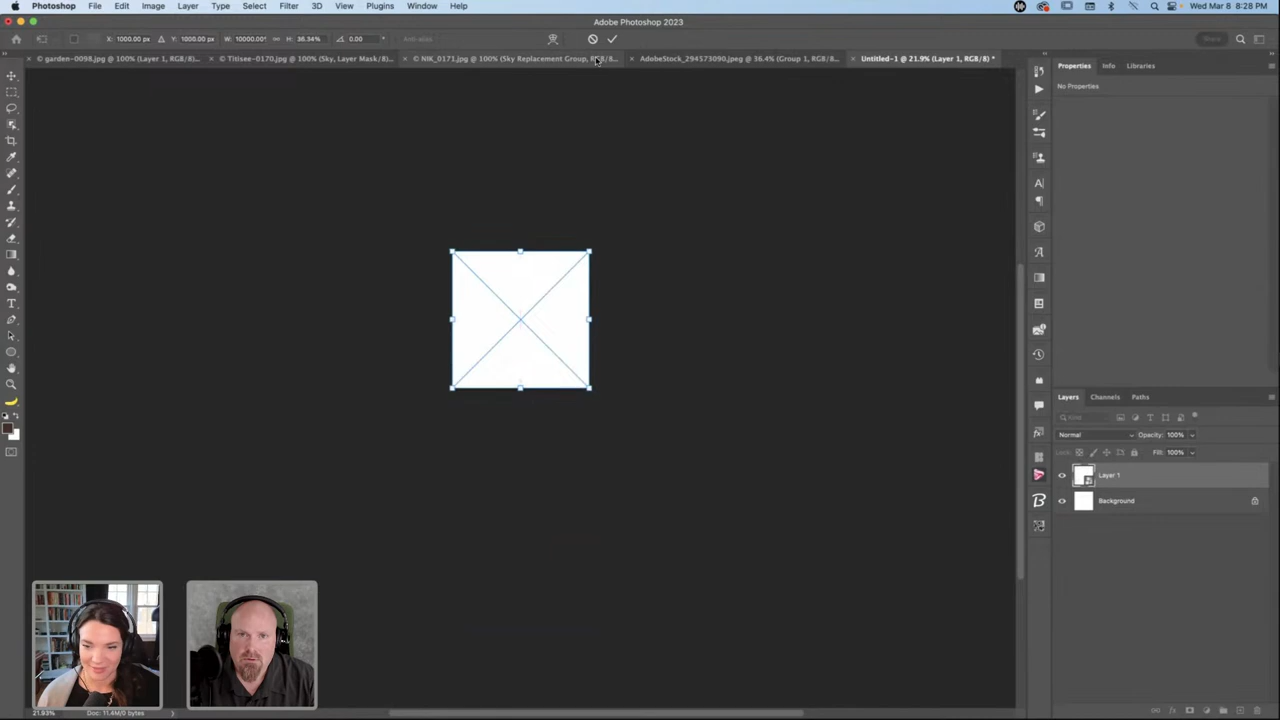 Photoshop File Edit Image Layer Type Select Filter 3D View Plugins Window Help Wed Mar 8 8:28 PM
Adobe Photoshop 2023
X: 1000.00 px Y: 1000.00 px W: 10000.00° H: 36.34% 0.00 Anti-alias Share
× © garden-0098.jpg @ 100% (Layer 1, RGB/8)... × © Titisee-0170.jpg @ 100% (Sky, Layer Mask/8)... × © NIK_0171.jpg @ 100% (Sky Replacement Group, RGB/8... × AdobeStock_294573090.jpeg @ 36.4% (Group 1, RGB/8... × Untitled-1 @ 21.9% (Layer 1, RGB/8) *
Properties Info Libraries
No Properties
Layers Channels Paths
Kind
Normal Opacity: 100%
Lock: Fill: 100%
Layer 1
Background
21.93% Doc: 11.4M/0 bytes